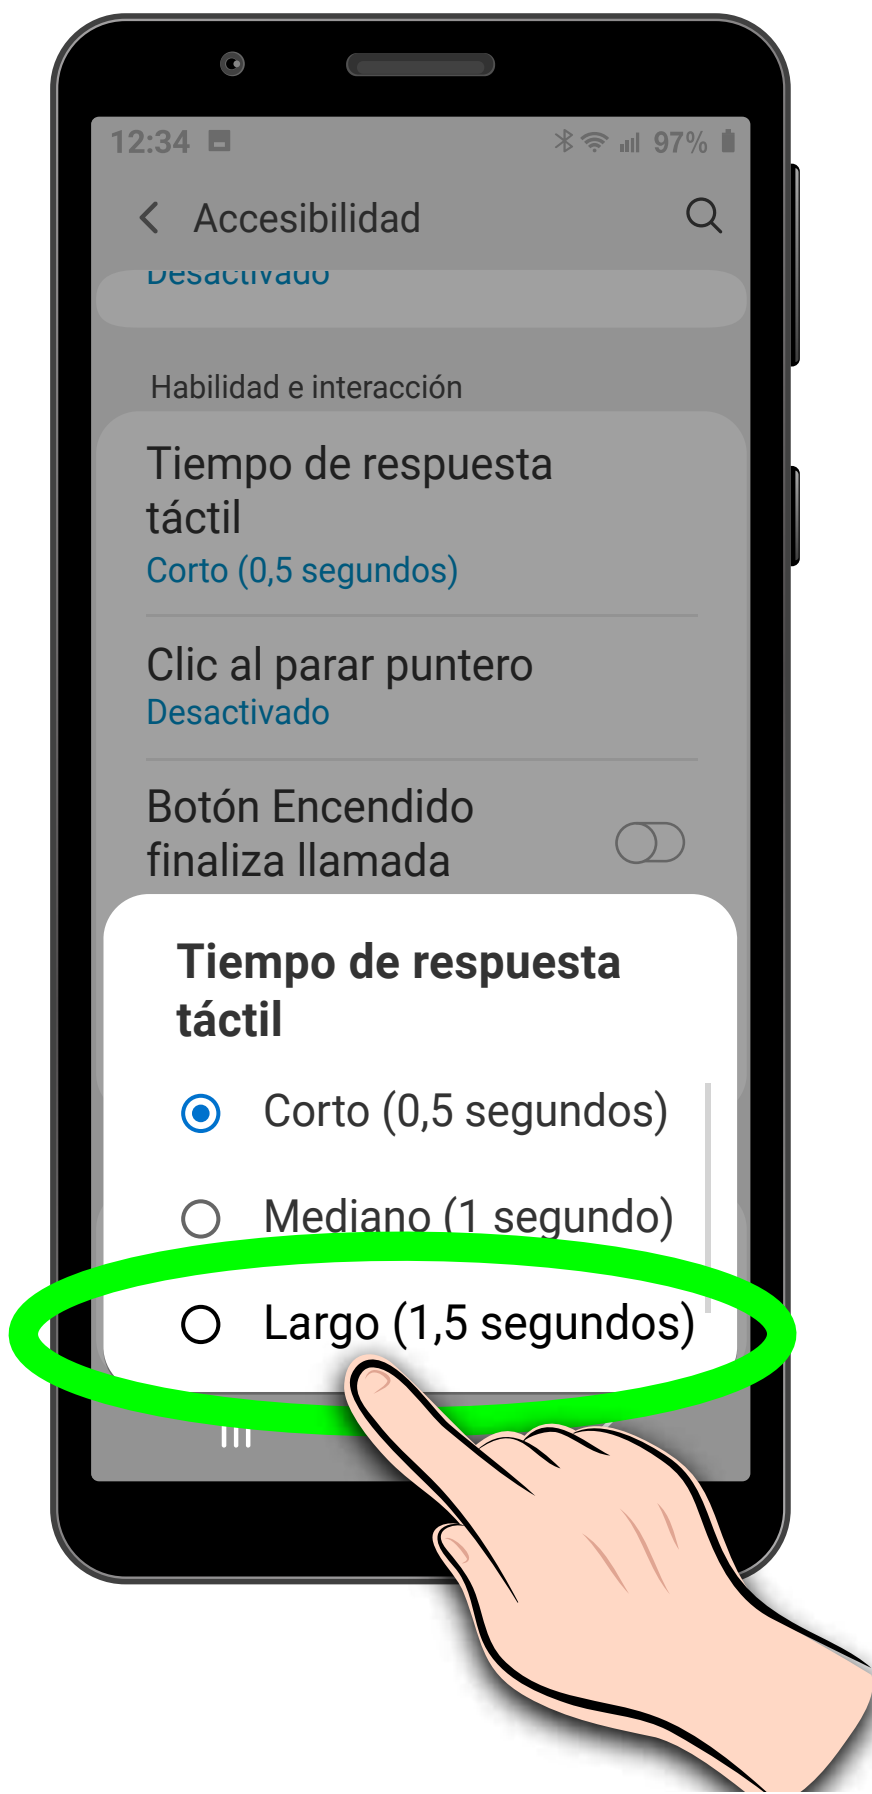 12:34
97%
Accesibilidad
Desactivado
Habilidad e interacción
Tiempo de respuesta
táctil
Corto (0,5 segundos)
Clic al parar puntero
Desactivado
Botón Encendido
finaliza llamada
Tiempo de respuesta
táctil
Corto (0,5 segundos)
Mediano (1 segundo)
Largo (1,5 segundos)